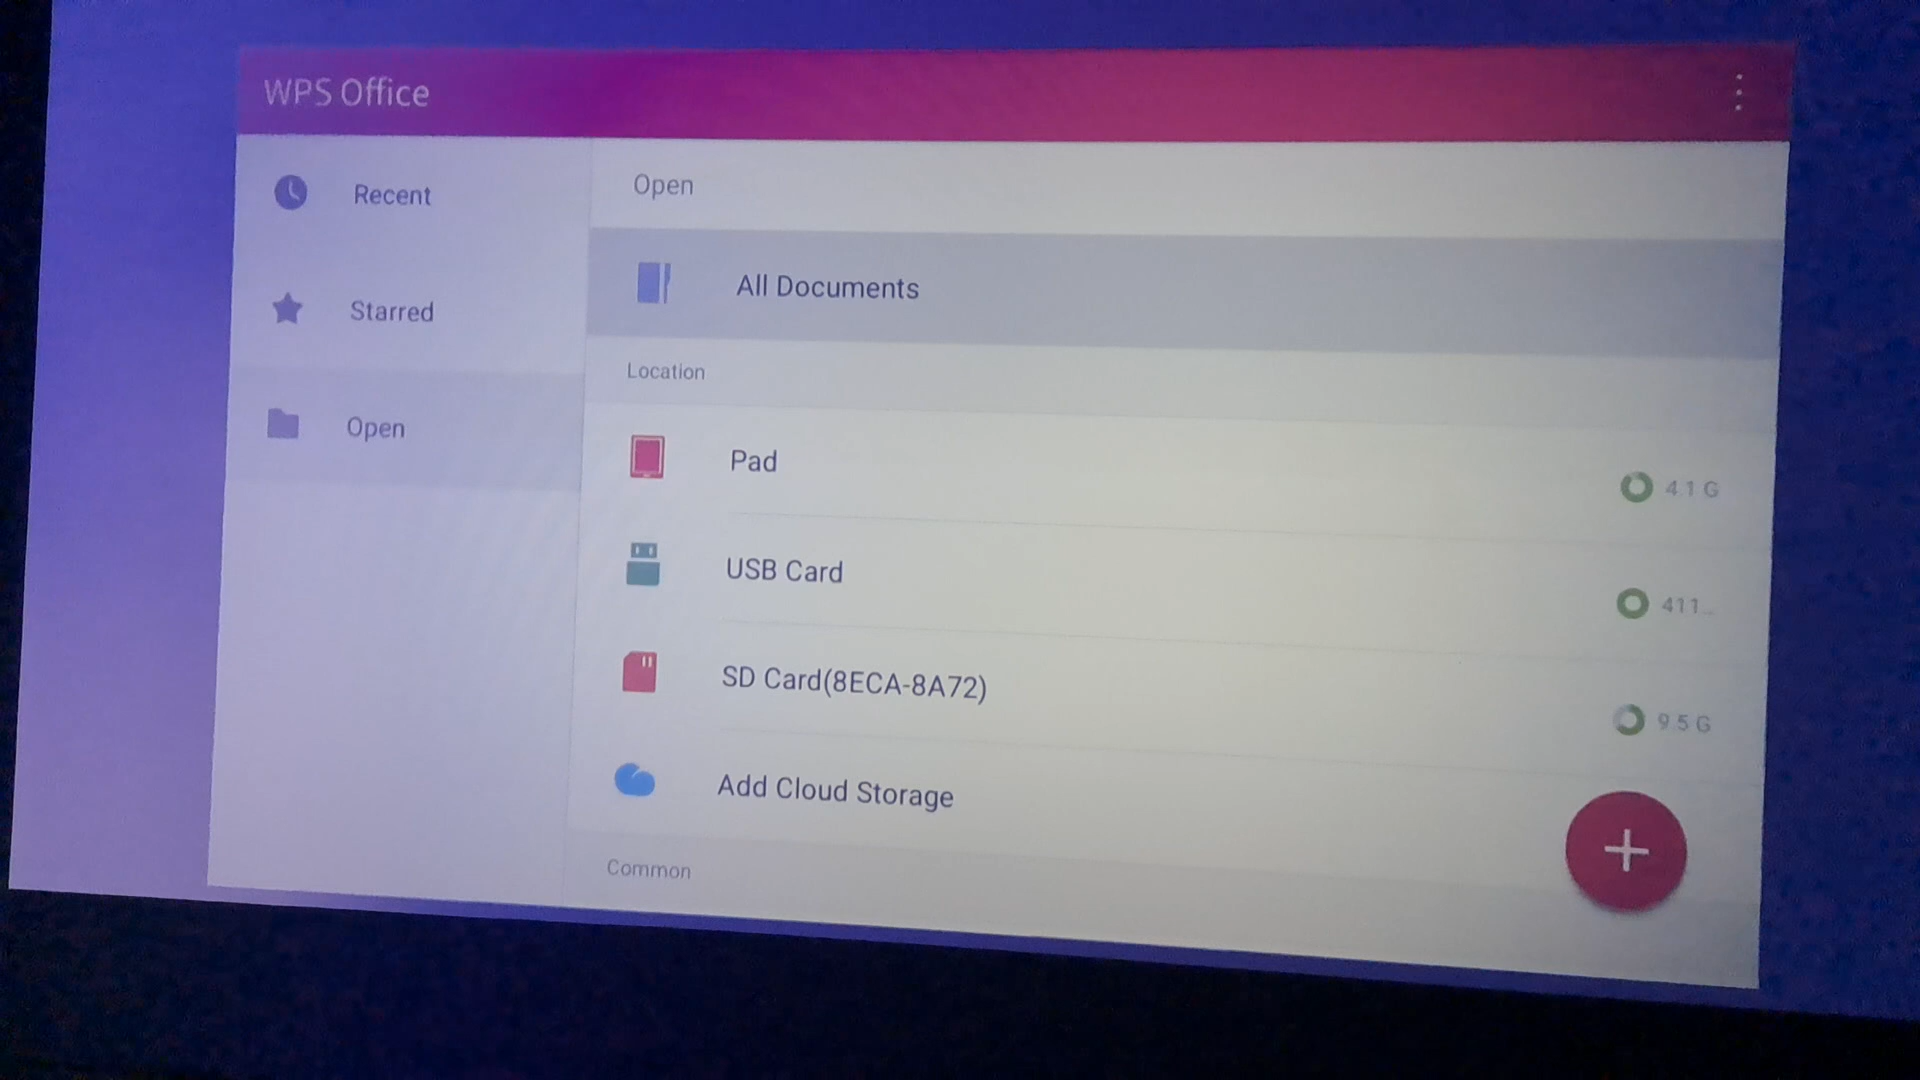 WPS Office
Recent
Starred
Open
Open
All Documents
Location
Pad
4.1 G
USB Card
411...
SD Card(8ECA-8A72)
9.5 G
Add Cloud Storage
Common